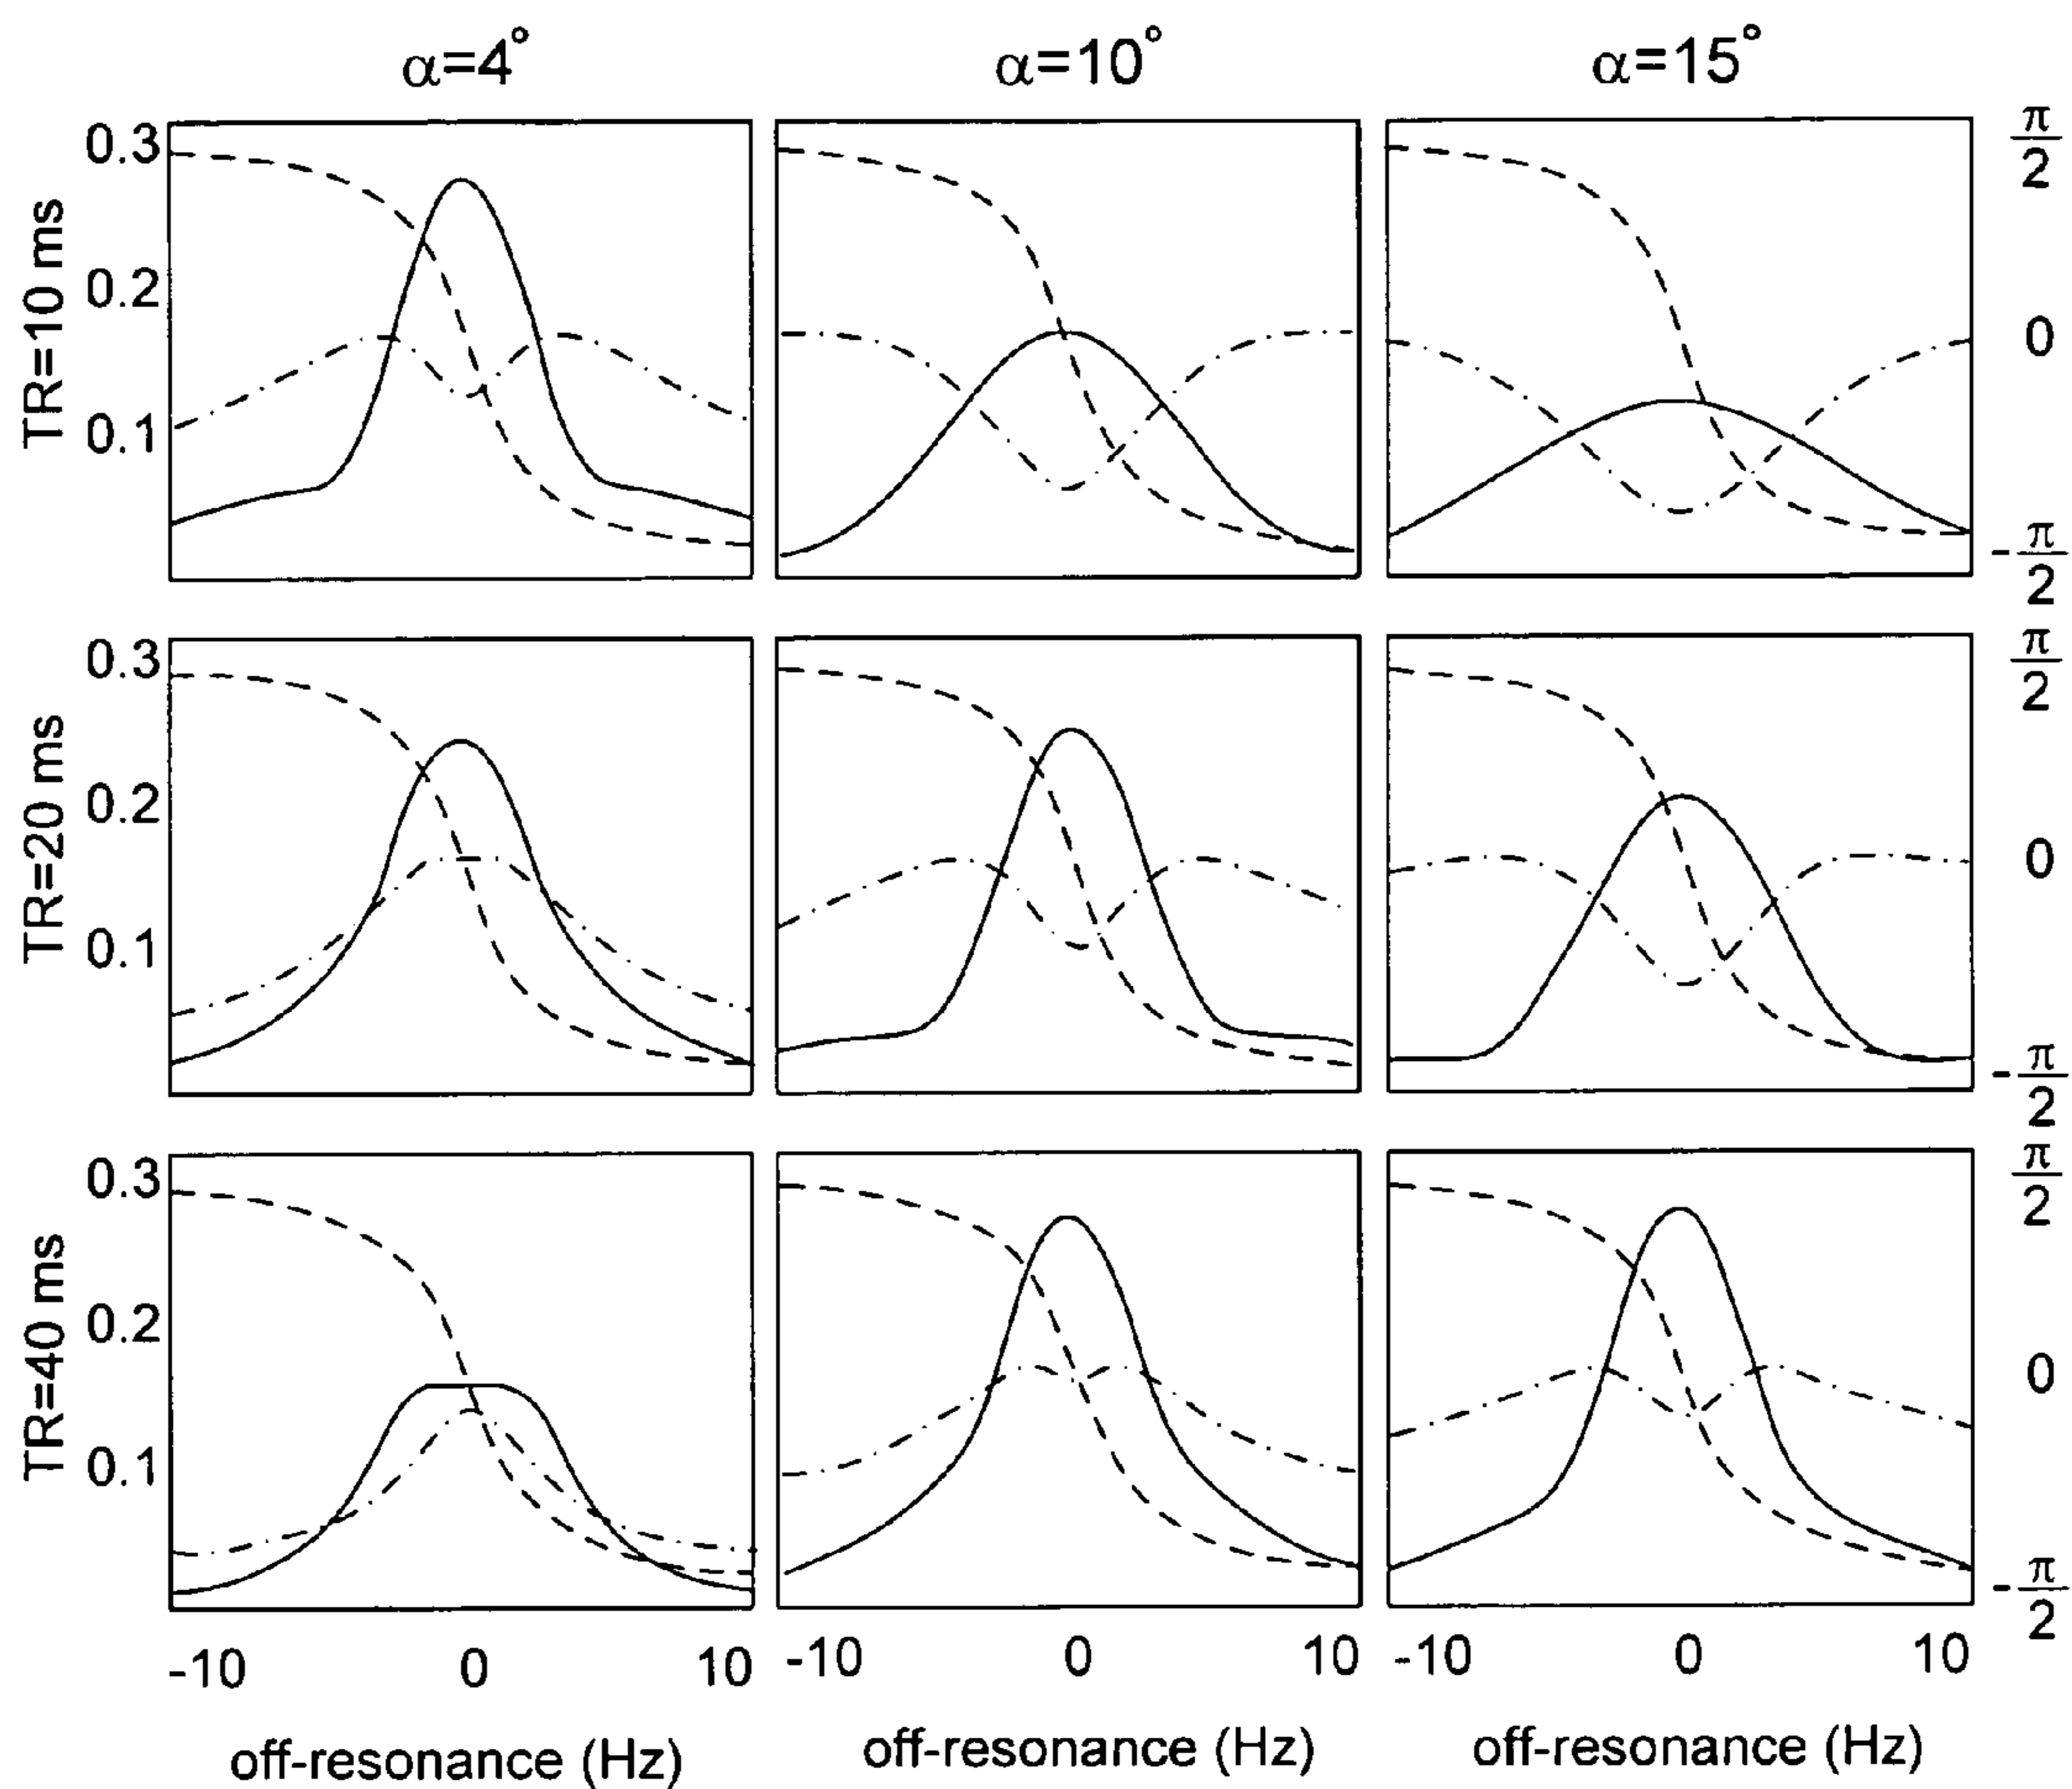 α=4° α=10° α=15°
TR=10 ms
0.3
0.2
0.1
π/2
0
-π/2
TR=20 ms
0.3
0.2
0.1
π/2
0
-π/2
TR=40 ms
0.3
0.2
0.1
π/2
0
-π/2
-10 0 10 -10 0 10 -10 0 10
off-resonance (Hz) off-resonance (Hz) off-resonance (Hz)